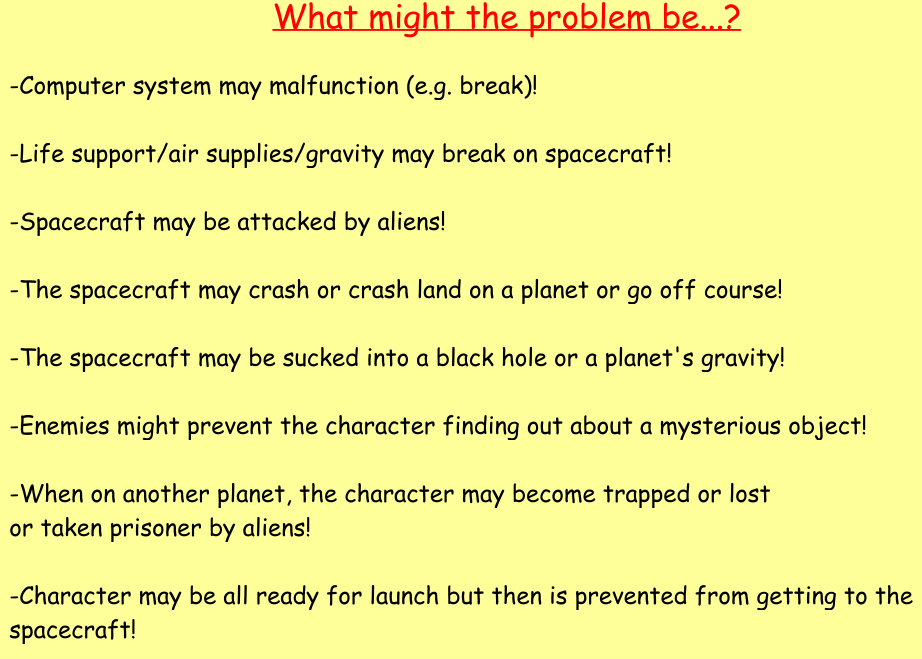 What might the problem be...?
-Computer system may malfunction (e.g. break)!
-Life support/air supplies/gravity may break on spacecraft!
-Spacecraft may be attacked by aliens!
-The spacecraft may crash or crash land on a planet or go off course!
-The spacecraft may be sucked into a black hole or a planet's gravity!
-Enemies might prevent the character finding out about a mysterious object!
-When on another planet, the character may become trapped or lost
or taken prisoner by aliens!
-Character may be all ready for launch but then is prevented from getting to the
spacecraft!